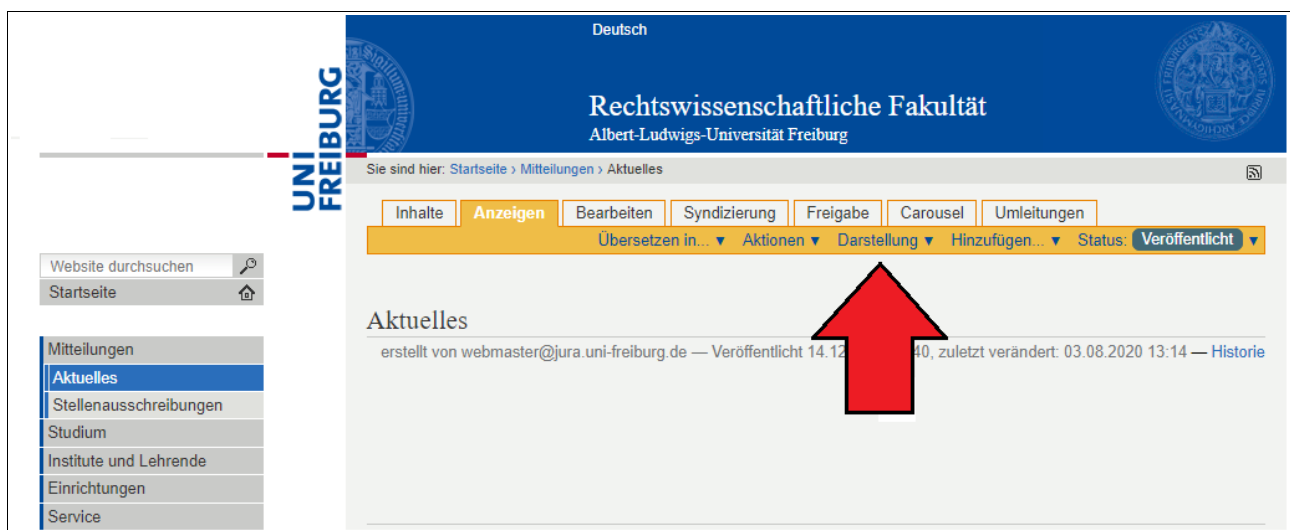 Deutsch
UNI
FREIBURG
Rechtswissenschaftliche Fakultät
Albert-Ludwigs-Universität Freiburg
Sie sind hier: Startseite › Mitteilungen › Aktuelles
Inhalte Anzeigen Bearbeiten Syndizierung Freigabe Carousel Umleitungen
Übersetzen in... ▼ Aktionen ▼ Darstellung ▼ Hinzufügen... ▼ Status: Veröffentlicht ▼
Website durchsuchen
Startseite
Mitteilungen
Aktuelles
Stellenausschreibungen
Studium
Institute und Lehrende
Einrichtungen
Service
Aktuelles
erstellt von webmaster@jura.uni-freiburg.de — Veröffentlicht 14.12 40, zuletzt verändert: 03.08.2020 13:14 — Historie